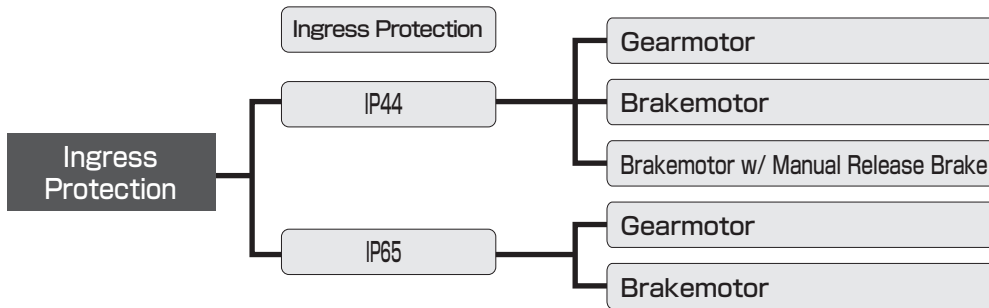 Ingress Protection
Gearmotor
IP44
Brakemotor
Brakemotor w/ Manual Release Brake
Ingress
Protection
Gearmotor
IP65
Brakemotor